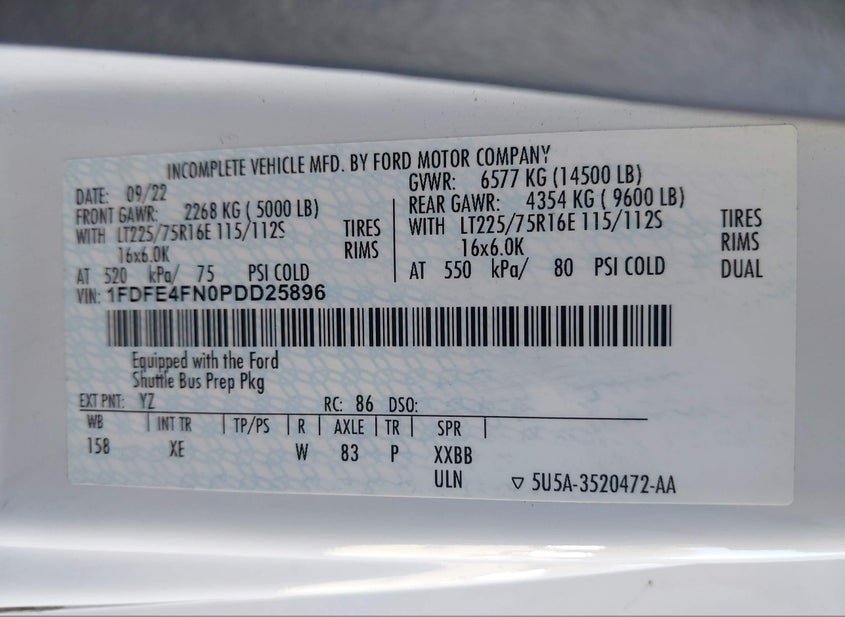 INCOMPLETE VEHICLE MFD. BY FORD MOTOR COMPANY
DATE: 09/22
GVWR: 6577 KG (14500 LB)
FRONT GAWR: 2268 KG ( 5000 LB)
REAR GAWR: 4354 KG ( 9600 LB)
WITH LT225/75R16E 115/112S TIRES
WITH LT225/75R16E 115/112S TIRES
16x6.0K RIMS
16x6.0K RIMS
AT 520 kPa/ 75 PSI COLD
AT 550 kPa/ 80 PSI COLD DUAL
VIN: 1FDFE4FN0PDD25896
Equipped with the Ford
Shuttle Bus Prep Pkg
EXT PNT: YZ RC: 86 DSO:
WB | INT TR | TP/PS | R | AXLE | TR | SPR |
158 XE W 83 P XXBB
ULN ▽ 5U5A-3520472-AA